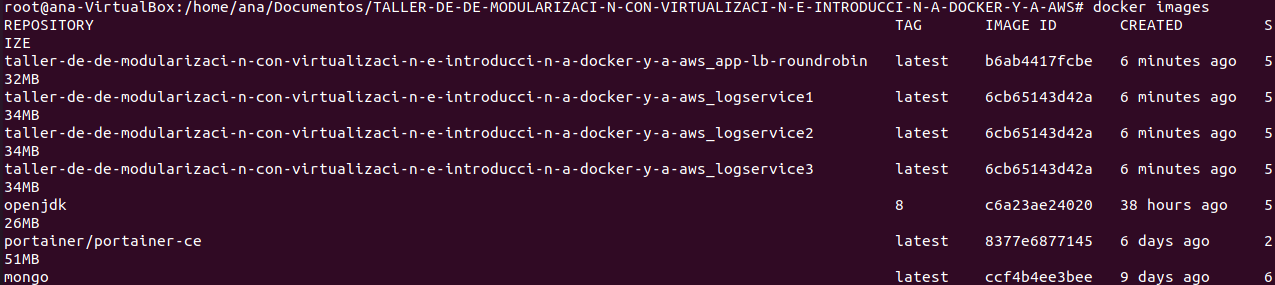 root@ana-VirtualBox:/home/ana/Documentos/TALLER-DE-DE-MODULARIZACI-N-CON-VIRTUALIZACI-N-E-INTRODUCCI-N-A-DOCKER-Y-A-AWS# docker images
REPOSITORY TAG IMAGE ID CREATED S
IZE
taller-de-de-modularizaci-n-con-virtualizaci-n-e-introducci-n-a-docker-y-a-aws_app-lb-roundrobin latest b6ab4417fcbe 6 minutes ago 5
32MB
taller-de-de-modularizaci-n-con-virtualizaci-n-e-introducci-n-a-docker-y-a-aws_logservice1 latest 6cb65143d42a 6 minutes ago 5
34MB
taller-de-de-modularizaci-n-con-virtualizaci-n-e-introducci-n-a-docker-y-a-aws_logservice2 latest 6cb65143d42a 6 minutes ago 5
34MB
taller-de-de-modularizaci-n-con-virtualizaci-n-e-introducci-n-a-docker-y-a-aws_logservice3 latest 6cb65143d42a 6 minutes ago 5
34MB
openjdk 8 c6a23ae24020 38 hours ago 5
26MB
portainer/portainer-ce latest 8377e6877145 6 days ago 2
51MB
mongo latest ccf4b4ee3bee 9 days ago 6